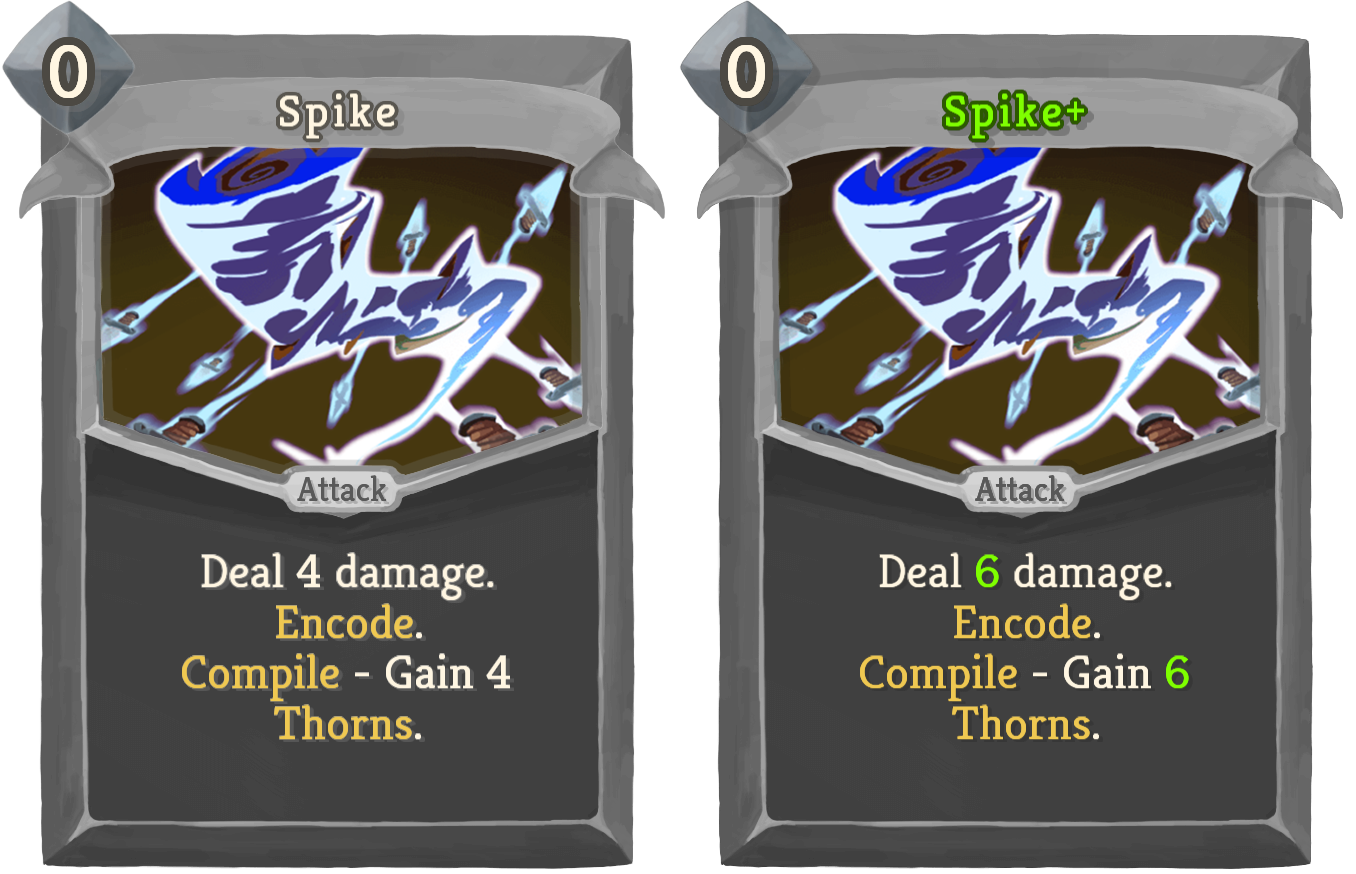 0
Spike
Attack
Deal 4 damage.
Encode.
Compile - Gain 4
Thorns.
0
Spike+
Attack
Deal 6 damage.
Encode.
Compile - Gain 6
Thorns.